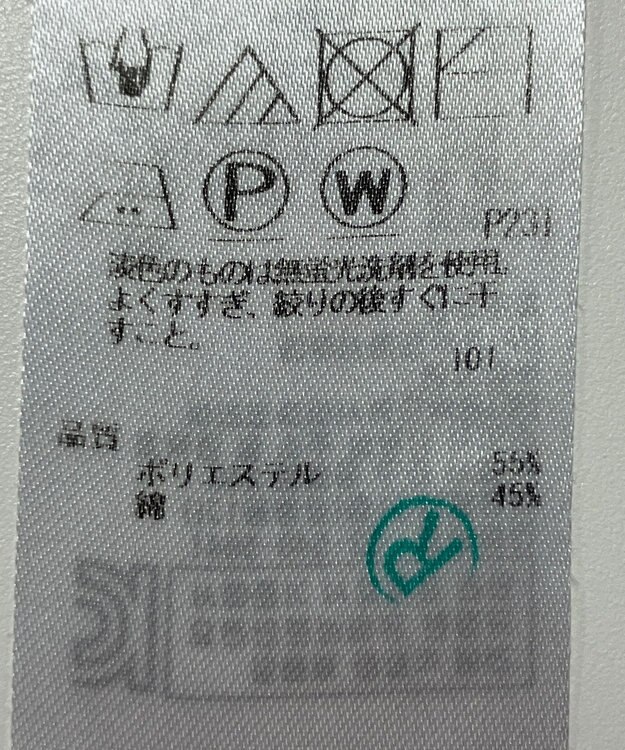 P W
P231
淡色のものは無蛍光洗剤を使用
よくすすぎ、絞りの後すぐに干
すこと。
101
品質
ポリエステル 55%
綿 45%
R